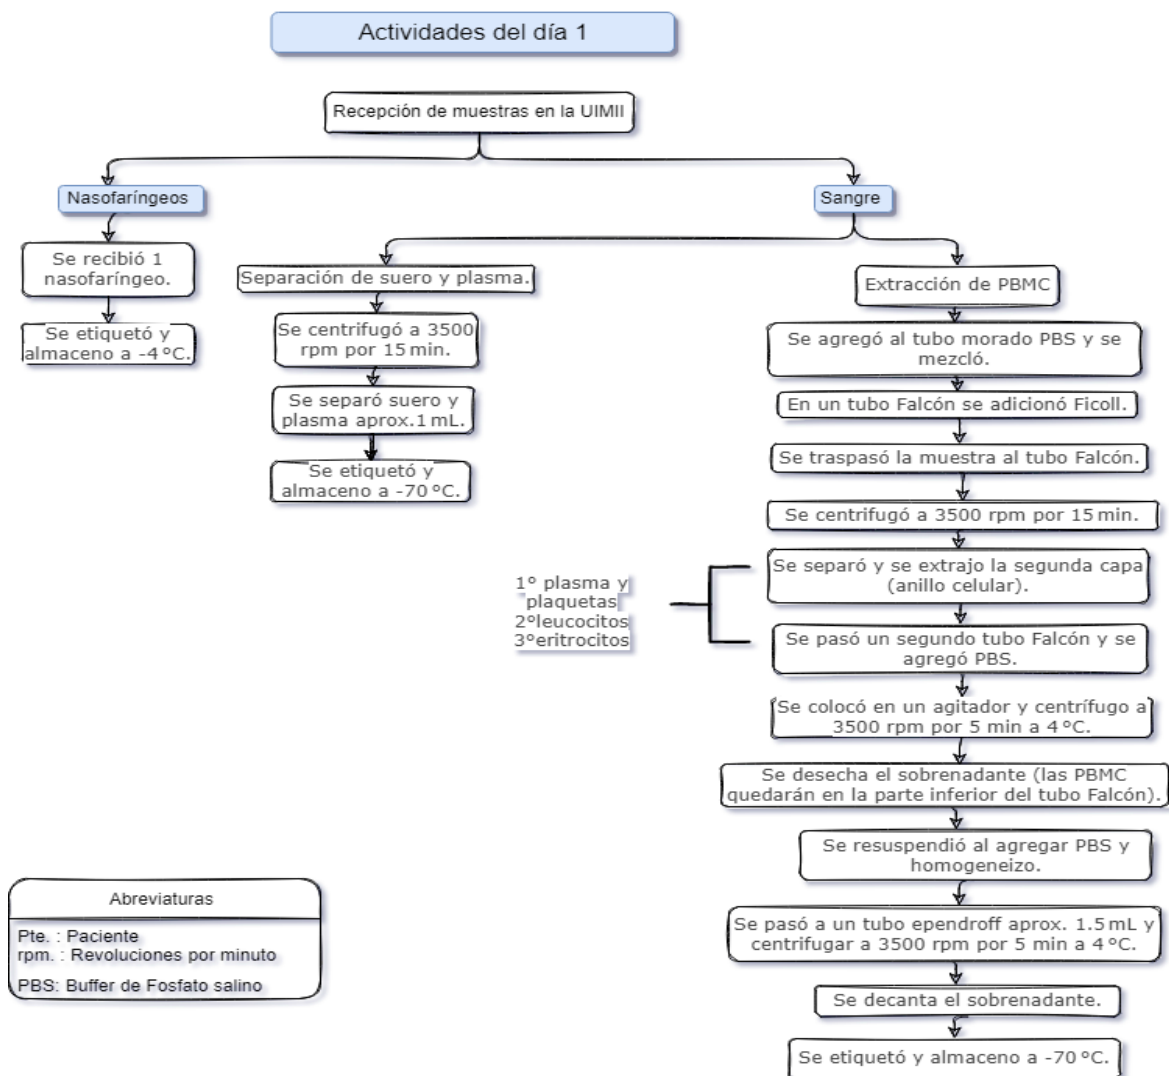 Actividades del día 1
Recepción de muestras en la UIMII
Nasofaríngeos
Se recibió 1
nasofaríngeo.
Se etiquetó y
almaceno a -4 °C.
Sangre
Separación de suero y plasma.
Se centrifugó a 3500
rpm por 15 min.
Se separó suero y
plasma aprox.1 mL.
Se etiquetó y
almaceno a -70 °C.
Extracción de PBMC
Se agregó al tubo morado PBS y se
mezcló.
En un tubo Falcón se adicionó Ficoll.
Se traspasó la muestra al tubo Falcón.
Se centrifugó a 3500 rpm por 15 min.
Se separó y se extrajo la segunda capa
(anillo celular).
1° plasma y
plaquetas
2°leucocitos
3°eritrocitos
Se pasó un segundo tubo Falcón y se
agregó PBS.
Se colocó en un agitador y centrífugo a
3500 rpm por 5 min a 4 °C.
Se desecha el sobrenadante (las PBMC
quedarán en la parte inferior del tubo Falcón).
Se resuspendió al agregar PBS y
homogeneizo.
Se pasó a un tubo ependroff aprox. 1.5 mL y
centrifugar a 3500 rpm por 5 min a 4 °C.
Se decanta el sobrenadante.
Se etiquetó y almaceno a -70 °C.
Abreviaturas
Pte. : Paciente
rpm. : Revoluciones por minuto
PBS: Buffer de Fosfato salino